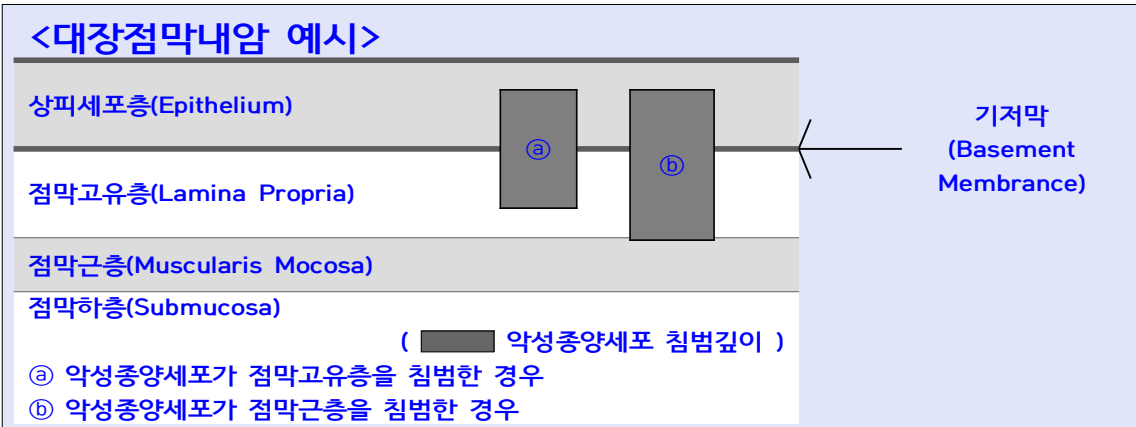 <대장점막내암 예시>
상피세포층(Epithelium)
ⓐ
ⓑ
기저막
(Basement
Membrance)
점막고유층(Lamina Propria)
점막근층(Muscularis Mocosa)
점막하층(Submucosa)
( 악성종양세포 침범깊이 )
ⓐ 악성종양세포가 점막고유층을 침범한 경우
ⓑ 악성종양세포가 점막근층을 침범한 경우